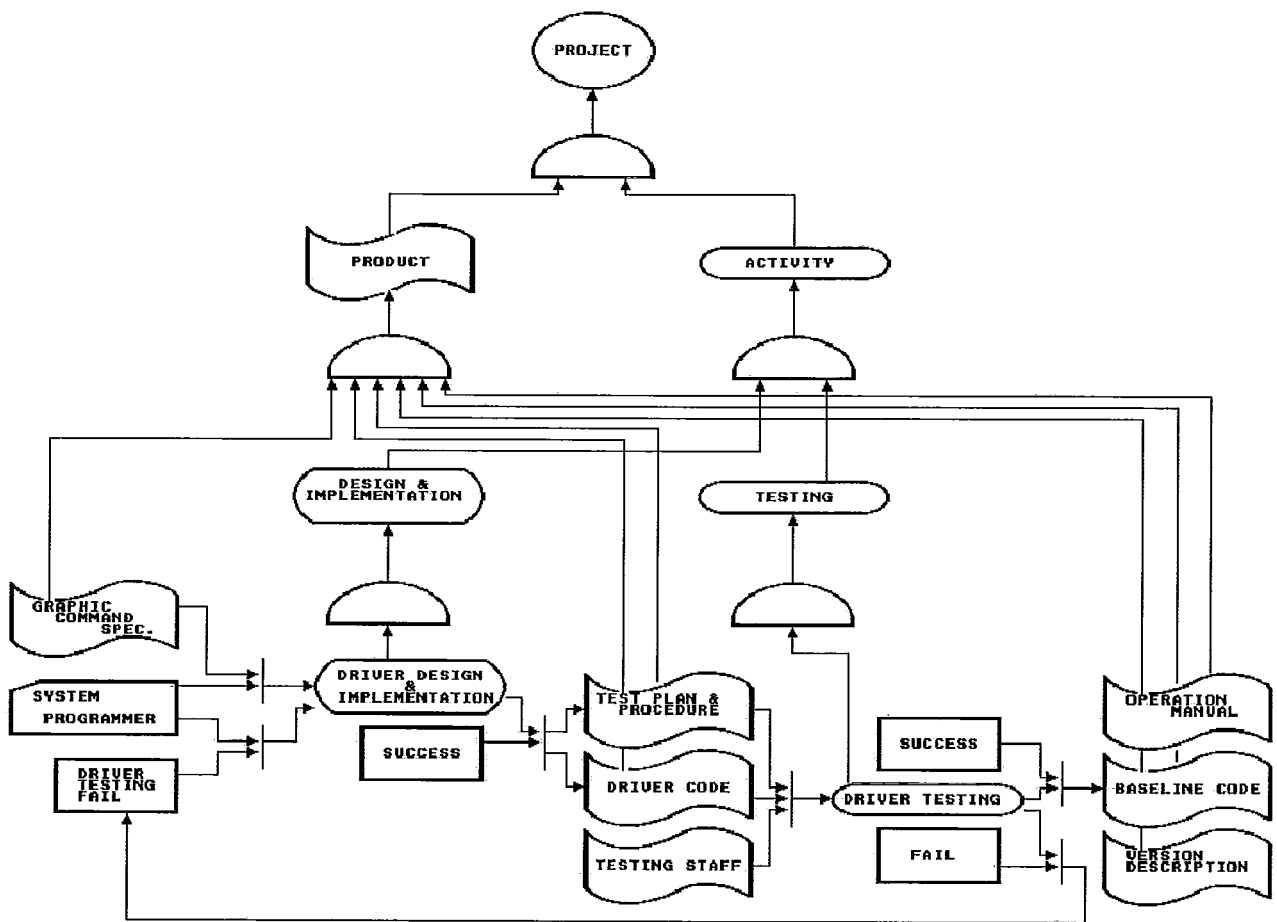 PROJECT
PRODUCT
ACTIVITY
DESIGN &
IMPLEMENTATION
TESTING
GRAPHIC
COMMAND
SPEC.
SYSTEM
PROGRAMMER
DRIVER
TESTING
FAIL
DRIVER DESIGN
&
IMPLEMENTATION
SUCCESS
TEST PLAN &
PROCEDURE
DRIVER CODE
TESTING STAFF
SUCCESS
DRIVER TESTING
FAIL
OPERATION
MANUAL
BASELINE CODE
VERSION
DESCRIPTION